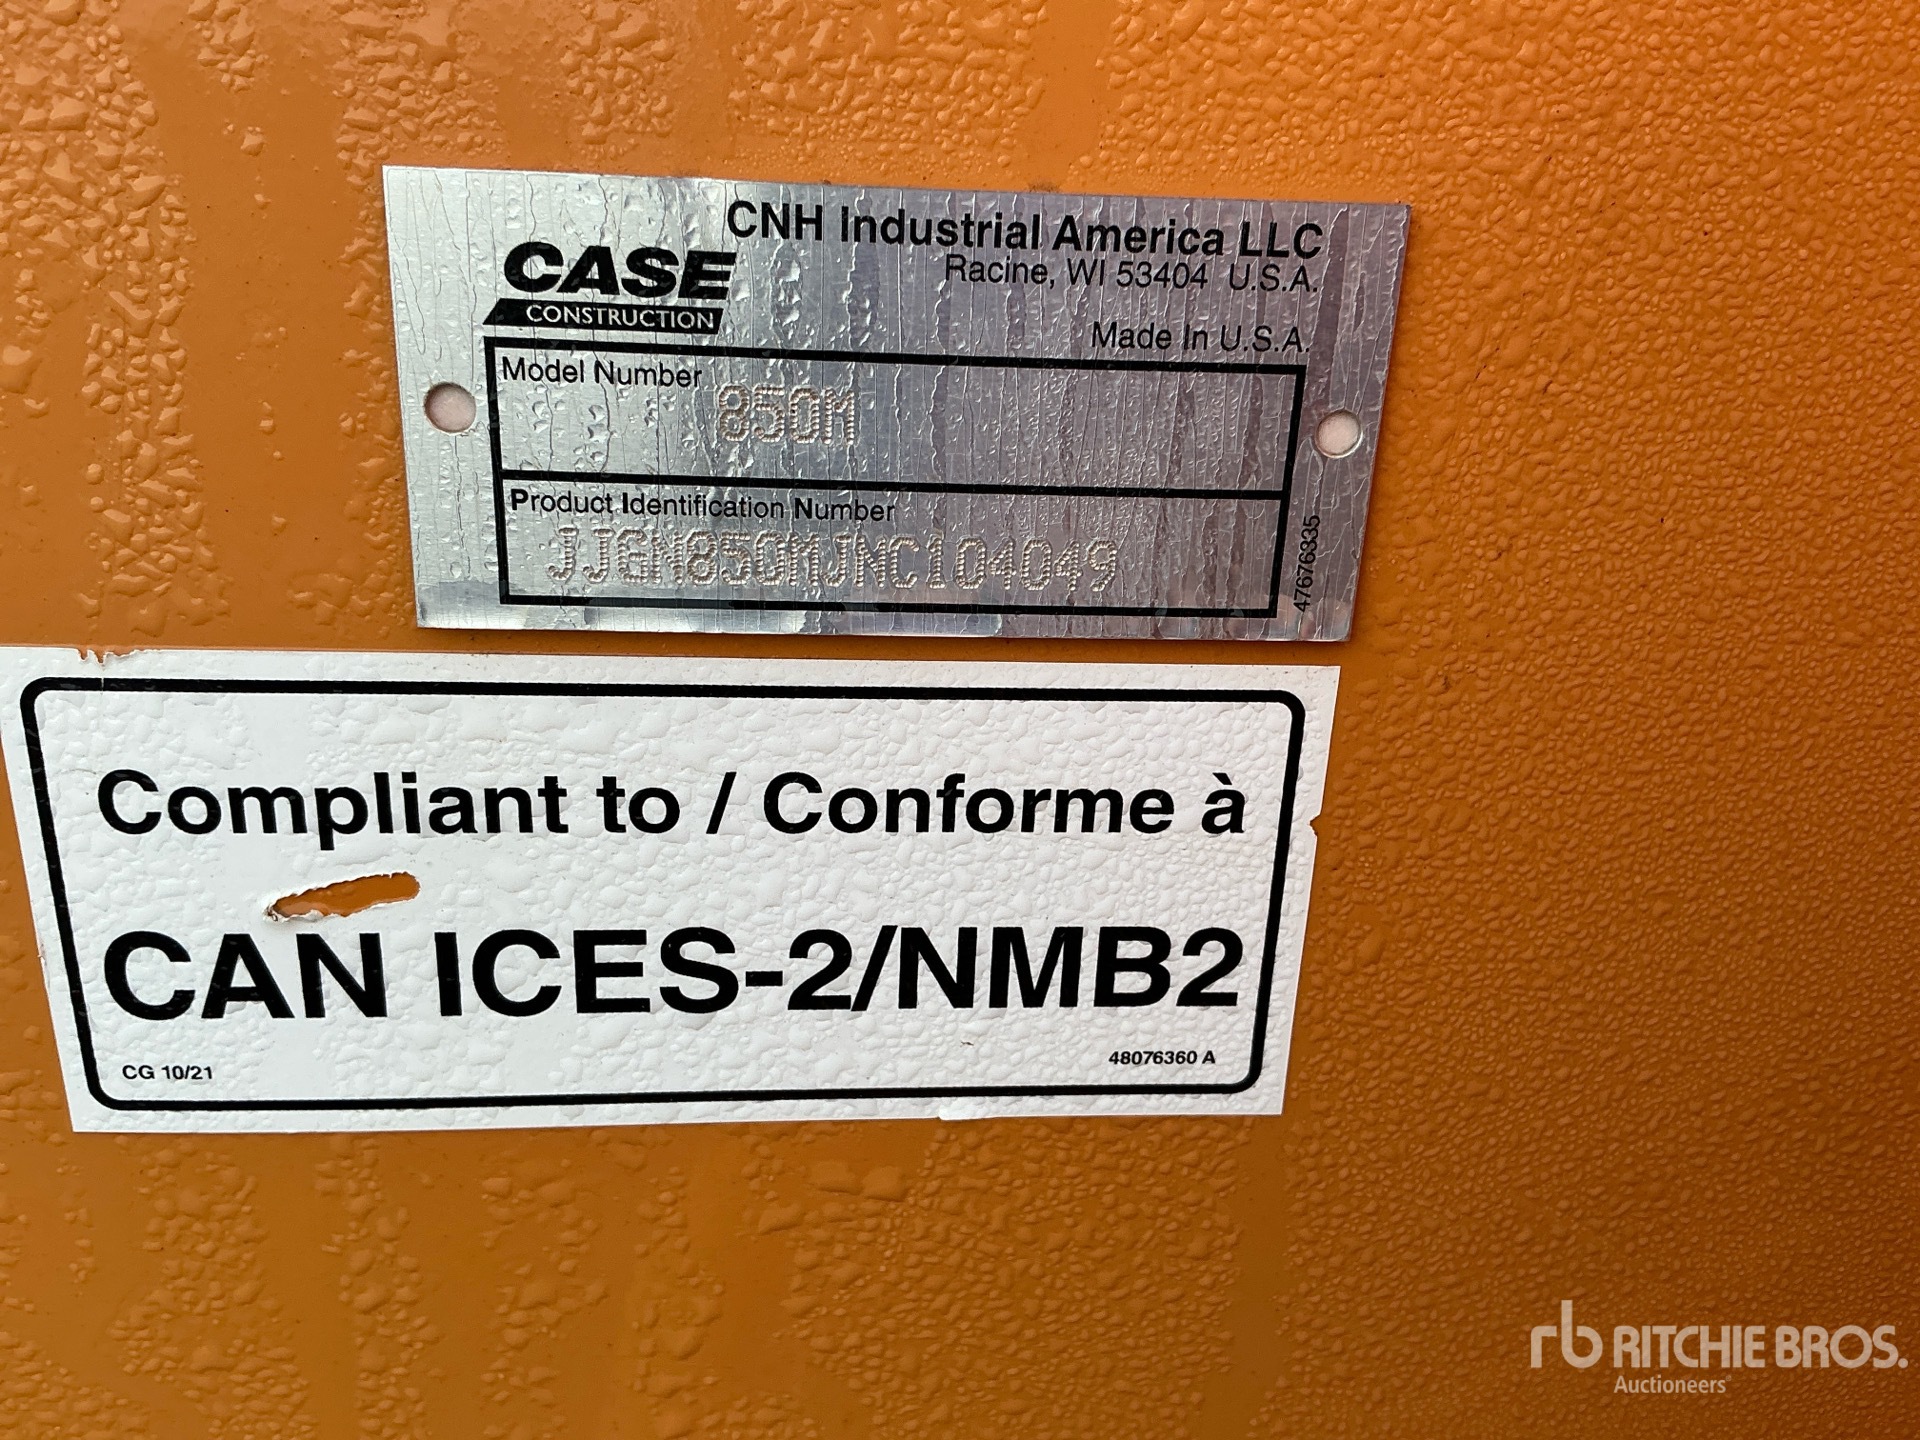 CNH Industrial America LLC
Racine, WI 53404 U.S.A.
CASE
CONSTRUCTION
Made In U.S.A.
Model Number
850M
Product Identification Number
JJGN850MJNC104049
47676335
Compliant to / Conforme à
CAN ICES-2/NMB2
CG 10/21
48076360 A
rb RITCHIE BROS.
Auctioneers